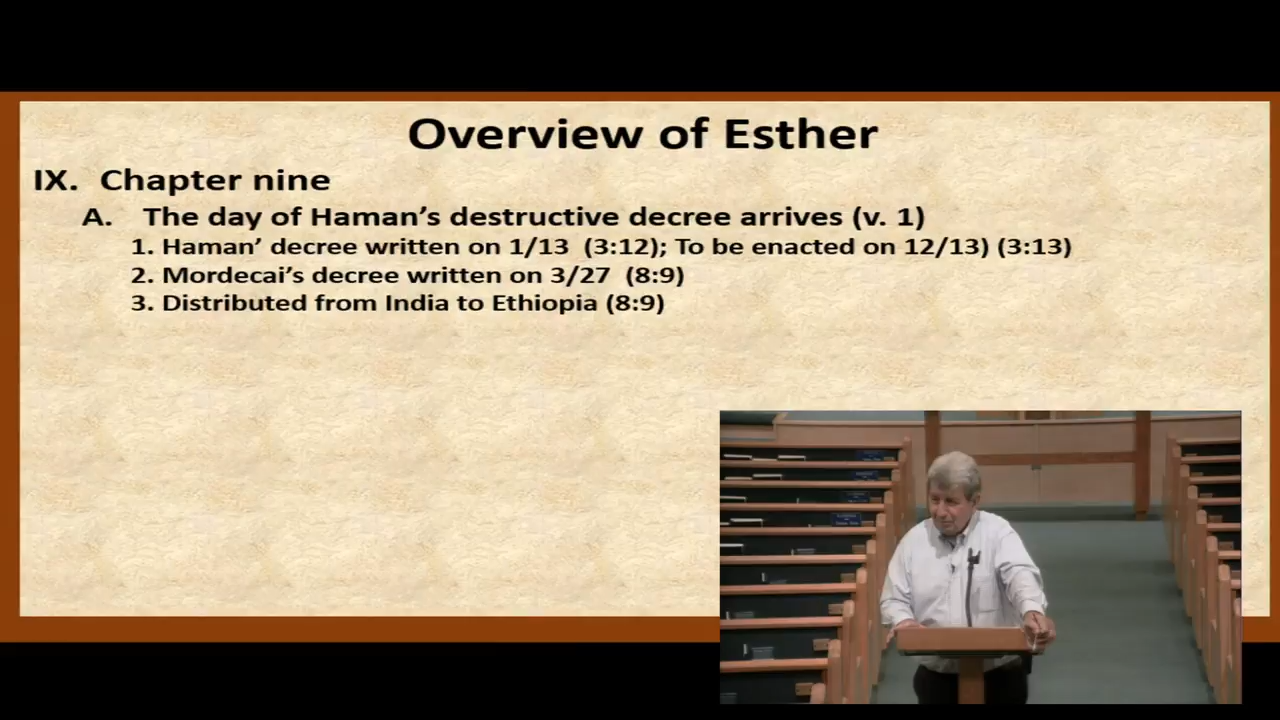 Overview of Esther
IX. Chapter nine
A. The day of Haman’s destructive decree arrives (v. 1)
1. Haman’ decree written on 1/13 (3:12); To be enacted on 12/13) (3:13)
2. Mordecai’s decree written on 3/27 (8:9)
3. Distributed from India to Ethiopia (8:9)